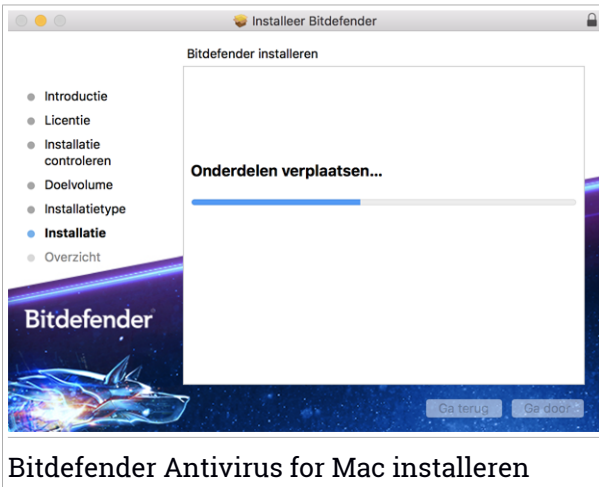 Installeer Bitdefender
Bitdefender installeren
Introductie
Licentie
Installatie
controleren
Doelvolume
Installatietype
Installatie
Overzicht
Onderdelen verplaatsen...
Bitdefender
Ga terug
Ga door
Bitdefender Antivirus for Mac installeren